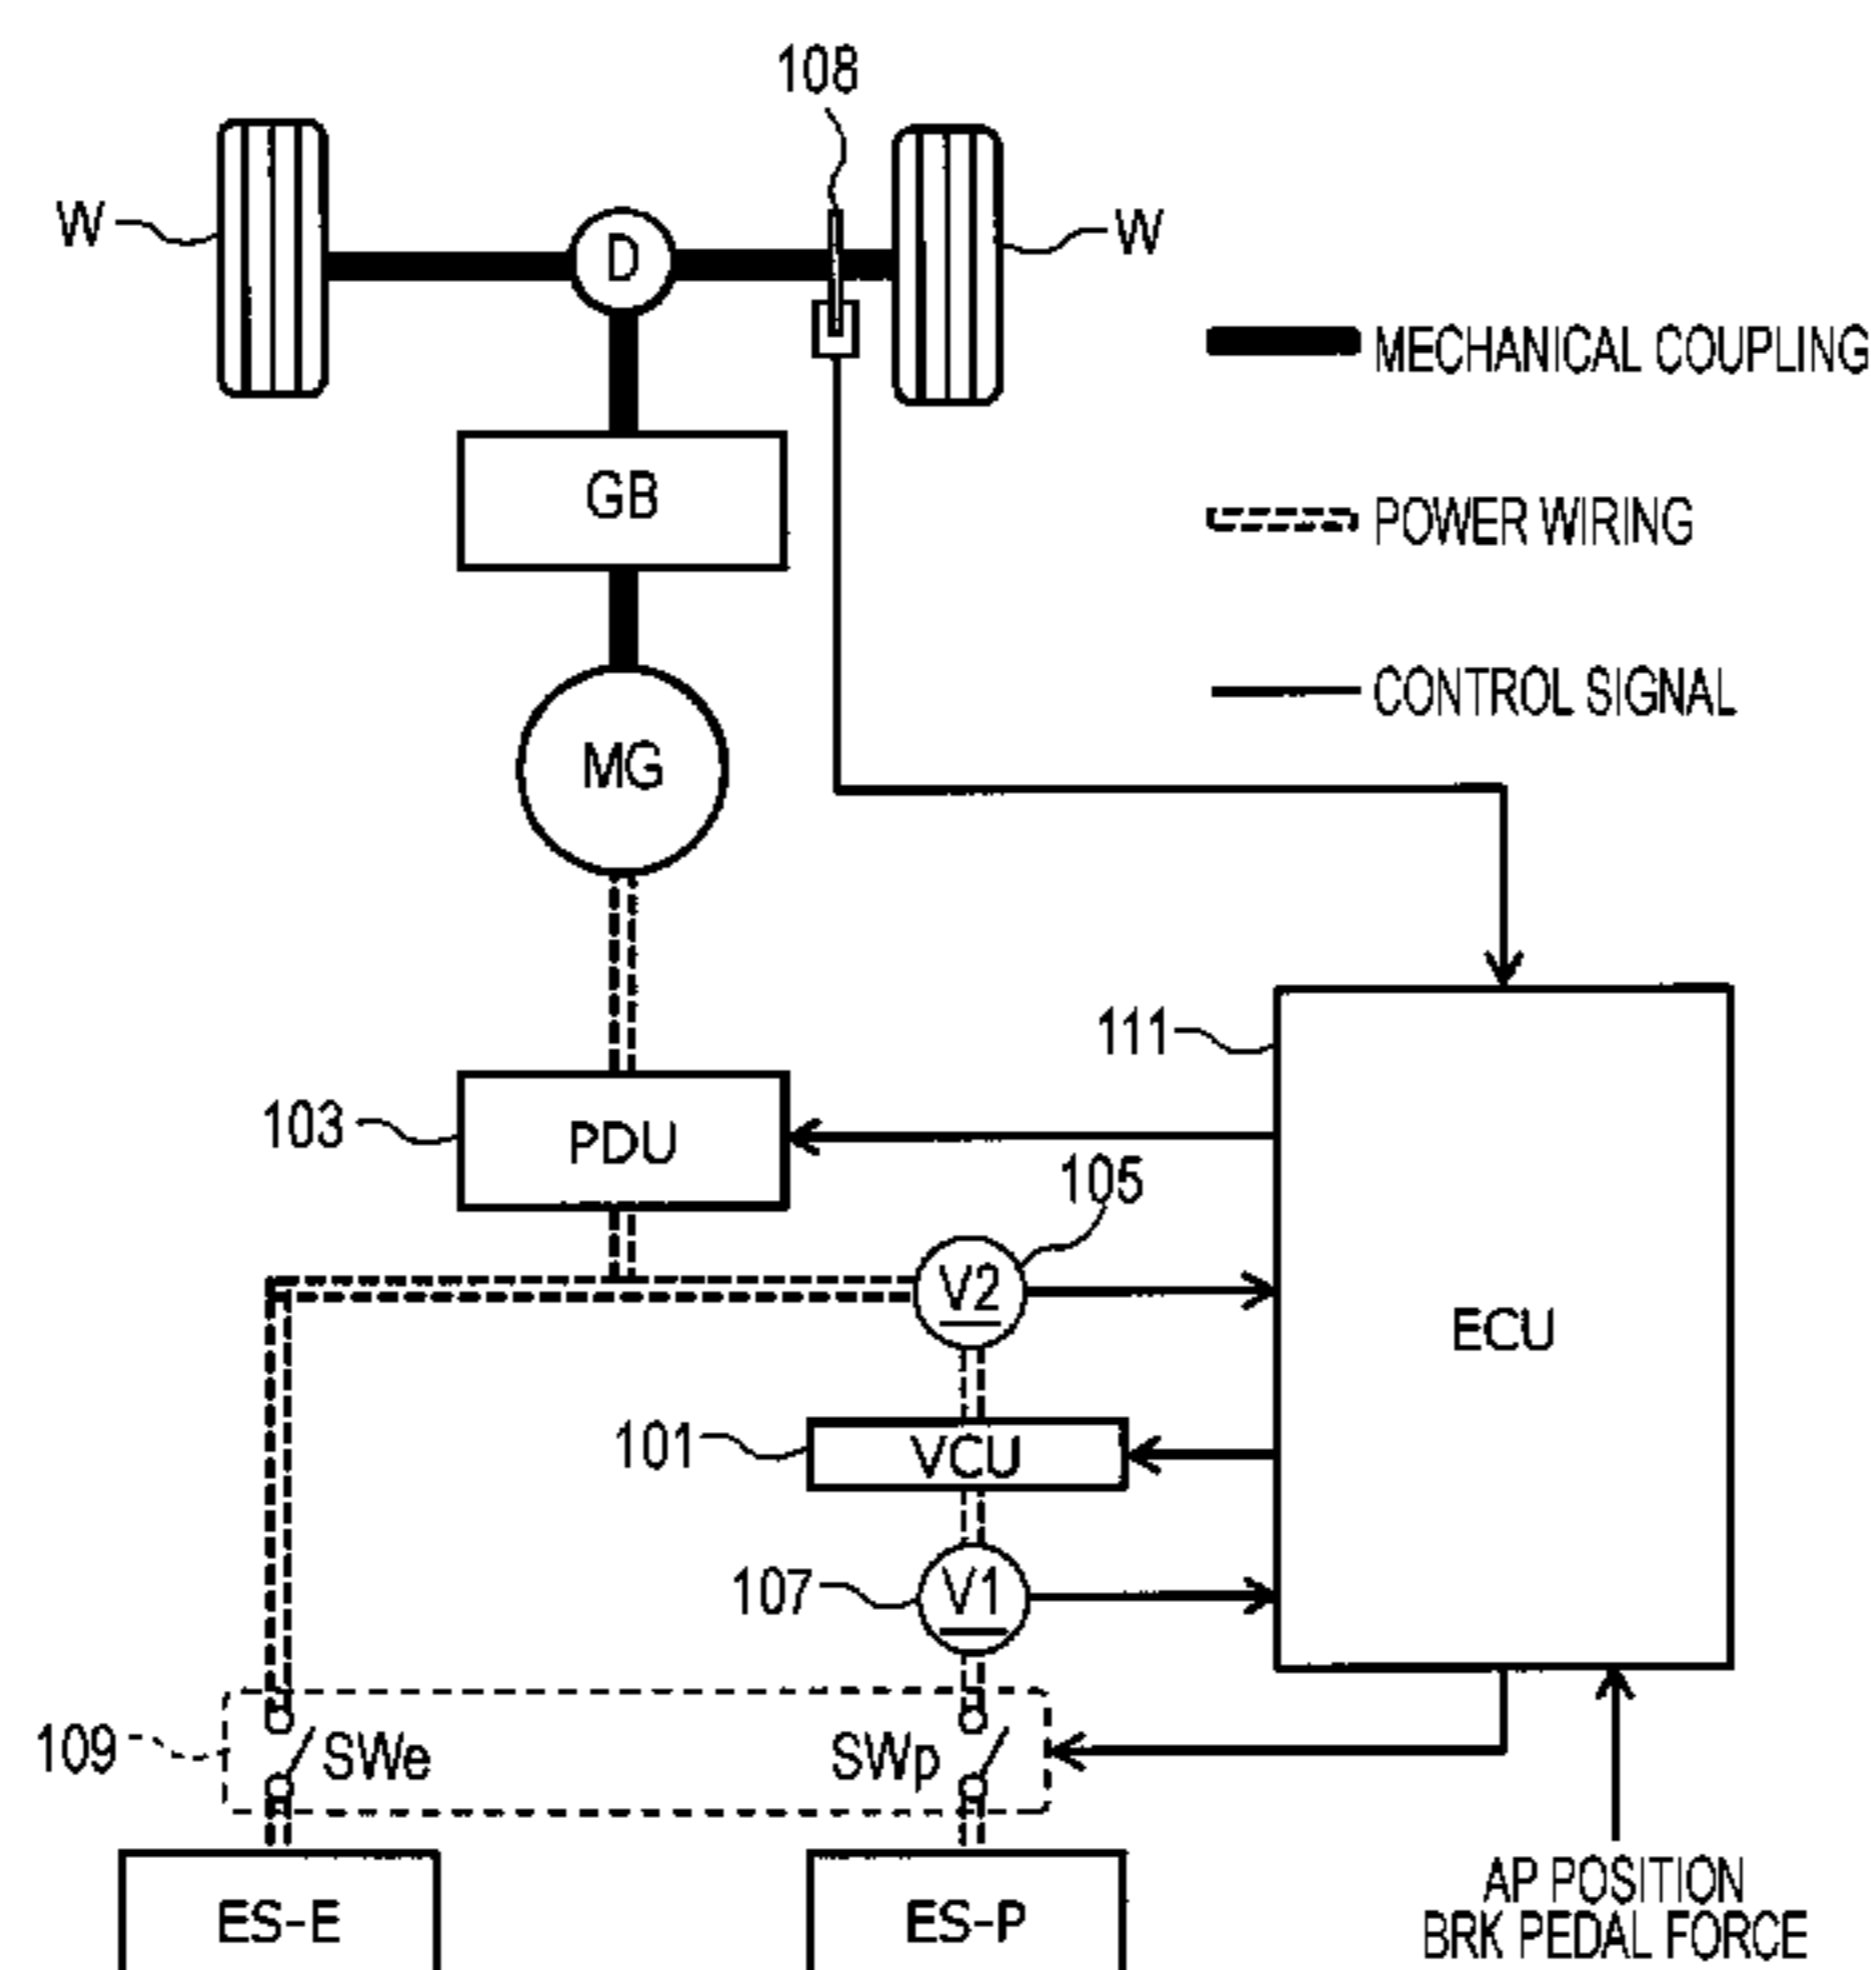 108
W
D
W
MECHANICAL COUPLING
GB
POWER WIRING
CONTROL SIGNAL
MG
111
103
PDU
105
V2
ECU
101
VCU
107
V1
109
SWe
SWp
ES-E
ES-P
AP POSITION
BRK PEDAL FORCE